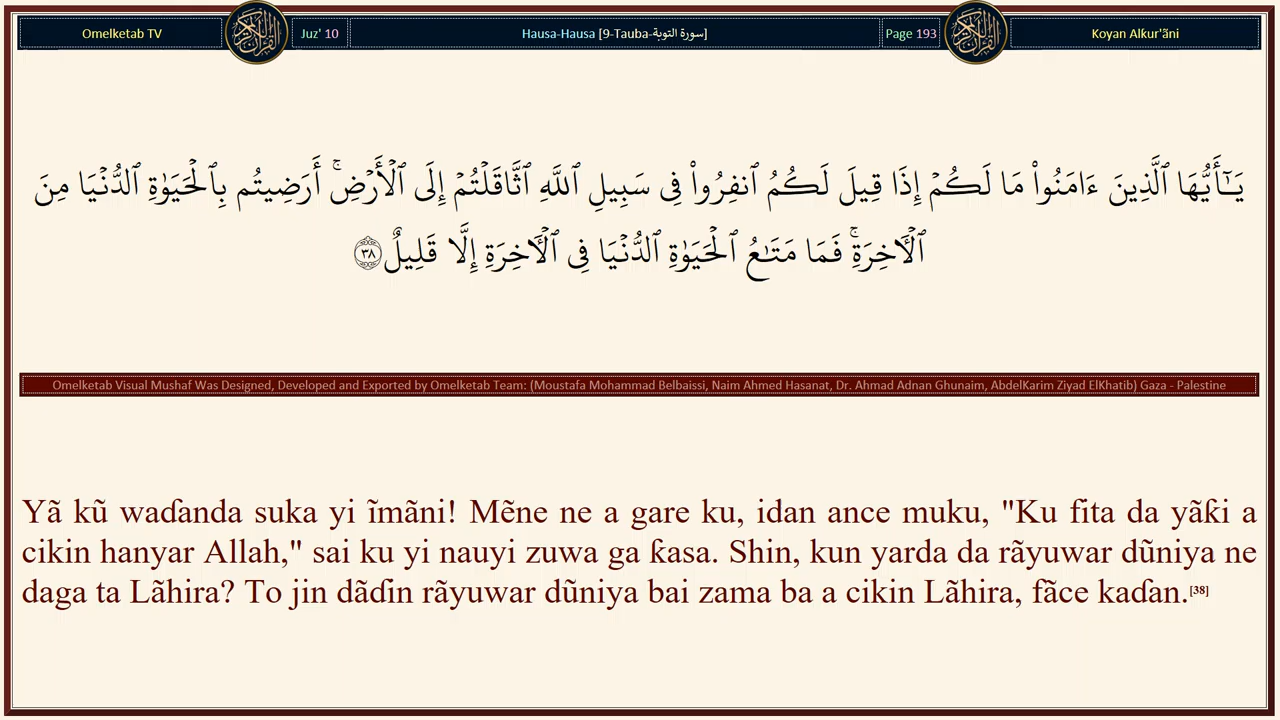 Omelketab TV
Juz' 10
Hausa-Hausa [9-Tauba-سورة التوبة]
Page 193
Koyan Alƙur'ãni
يَـٰٓأَيُّهَا ٱلَّذِينَ ءَامَنُوا۟ مَا لَكُمْ إِذَا قِيلَ لَكُمُ ٱنفِرُوا۟ فِى سَبِيلِ ٱللَّهِ ٱثَّاقَلْتُمْ إِلَى ٱلْأَرْضِ ۚ أَرَضِيتُم بِٱلْحَيَوٰةِ ٱلدُّنْيَا مِنَ
ٱلْـَٔاخِرَةِ ۚ فَمَا مَتَـٰعُ ٱلْحَيَوٰةِ ٱلدُّنْيَا فِى ٱلْـَٔاخِرَةِ إِلَّا قَلِيلٌ ٣٨
Omelketab Visual Mushaf Was Designed, Developed and Exported by Omelketab Team: (Moustafa Mohammad Belbaissi, Naim Ahmed Hasanat, Dr. Ahmad Adnan Ghunaim, AbdelKarim Ziyad ElKhatib) Gaza - Palestine
Yã kũ waɗanda suka yi ĩmãni! Mẽne ne a gare ku, idan ance muku, "Ku fita da yãƙi a
cikin hanyar Allah," sai ku yi nauyi zuwa ga ƙasa. Shin, kun yarda da rãyuwar dũniya ne
daga ta Lãhira? To jin dãɗin rãyuwar dũniya bai zama ba a cikin Lãhira, fãce kaɗan.[38]